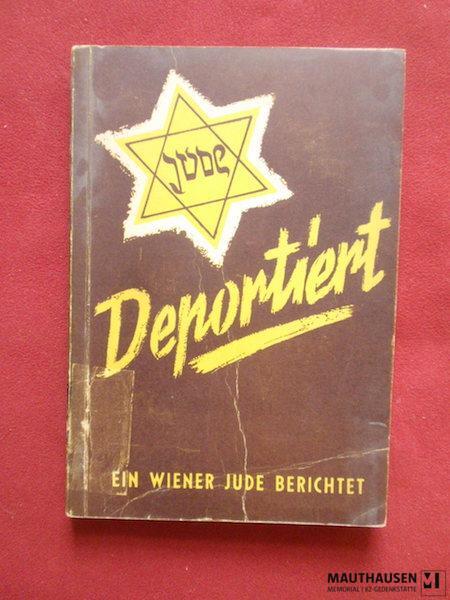 Jude
Deportiert
EIN WIENER JUDE BERICHTET
MAUTHAUSEN
MEMORIAL | KZ-GEDENKSTÄTTE